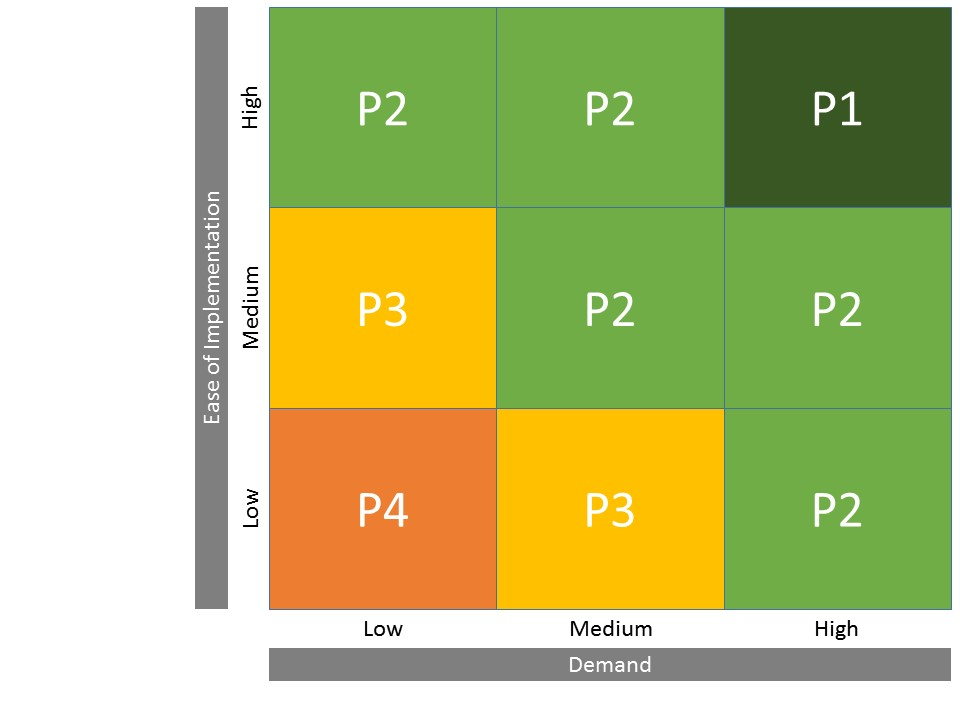 Ease of Implementation
High
P2 P2 P1
Medium
P3 P2 P2
Low
P4 P3 P2
Low Medium High
Demand